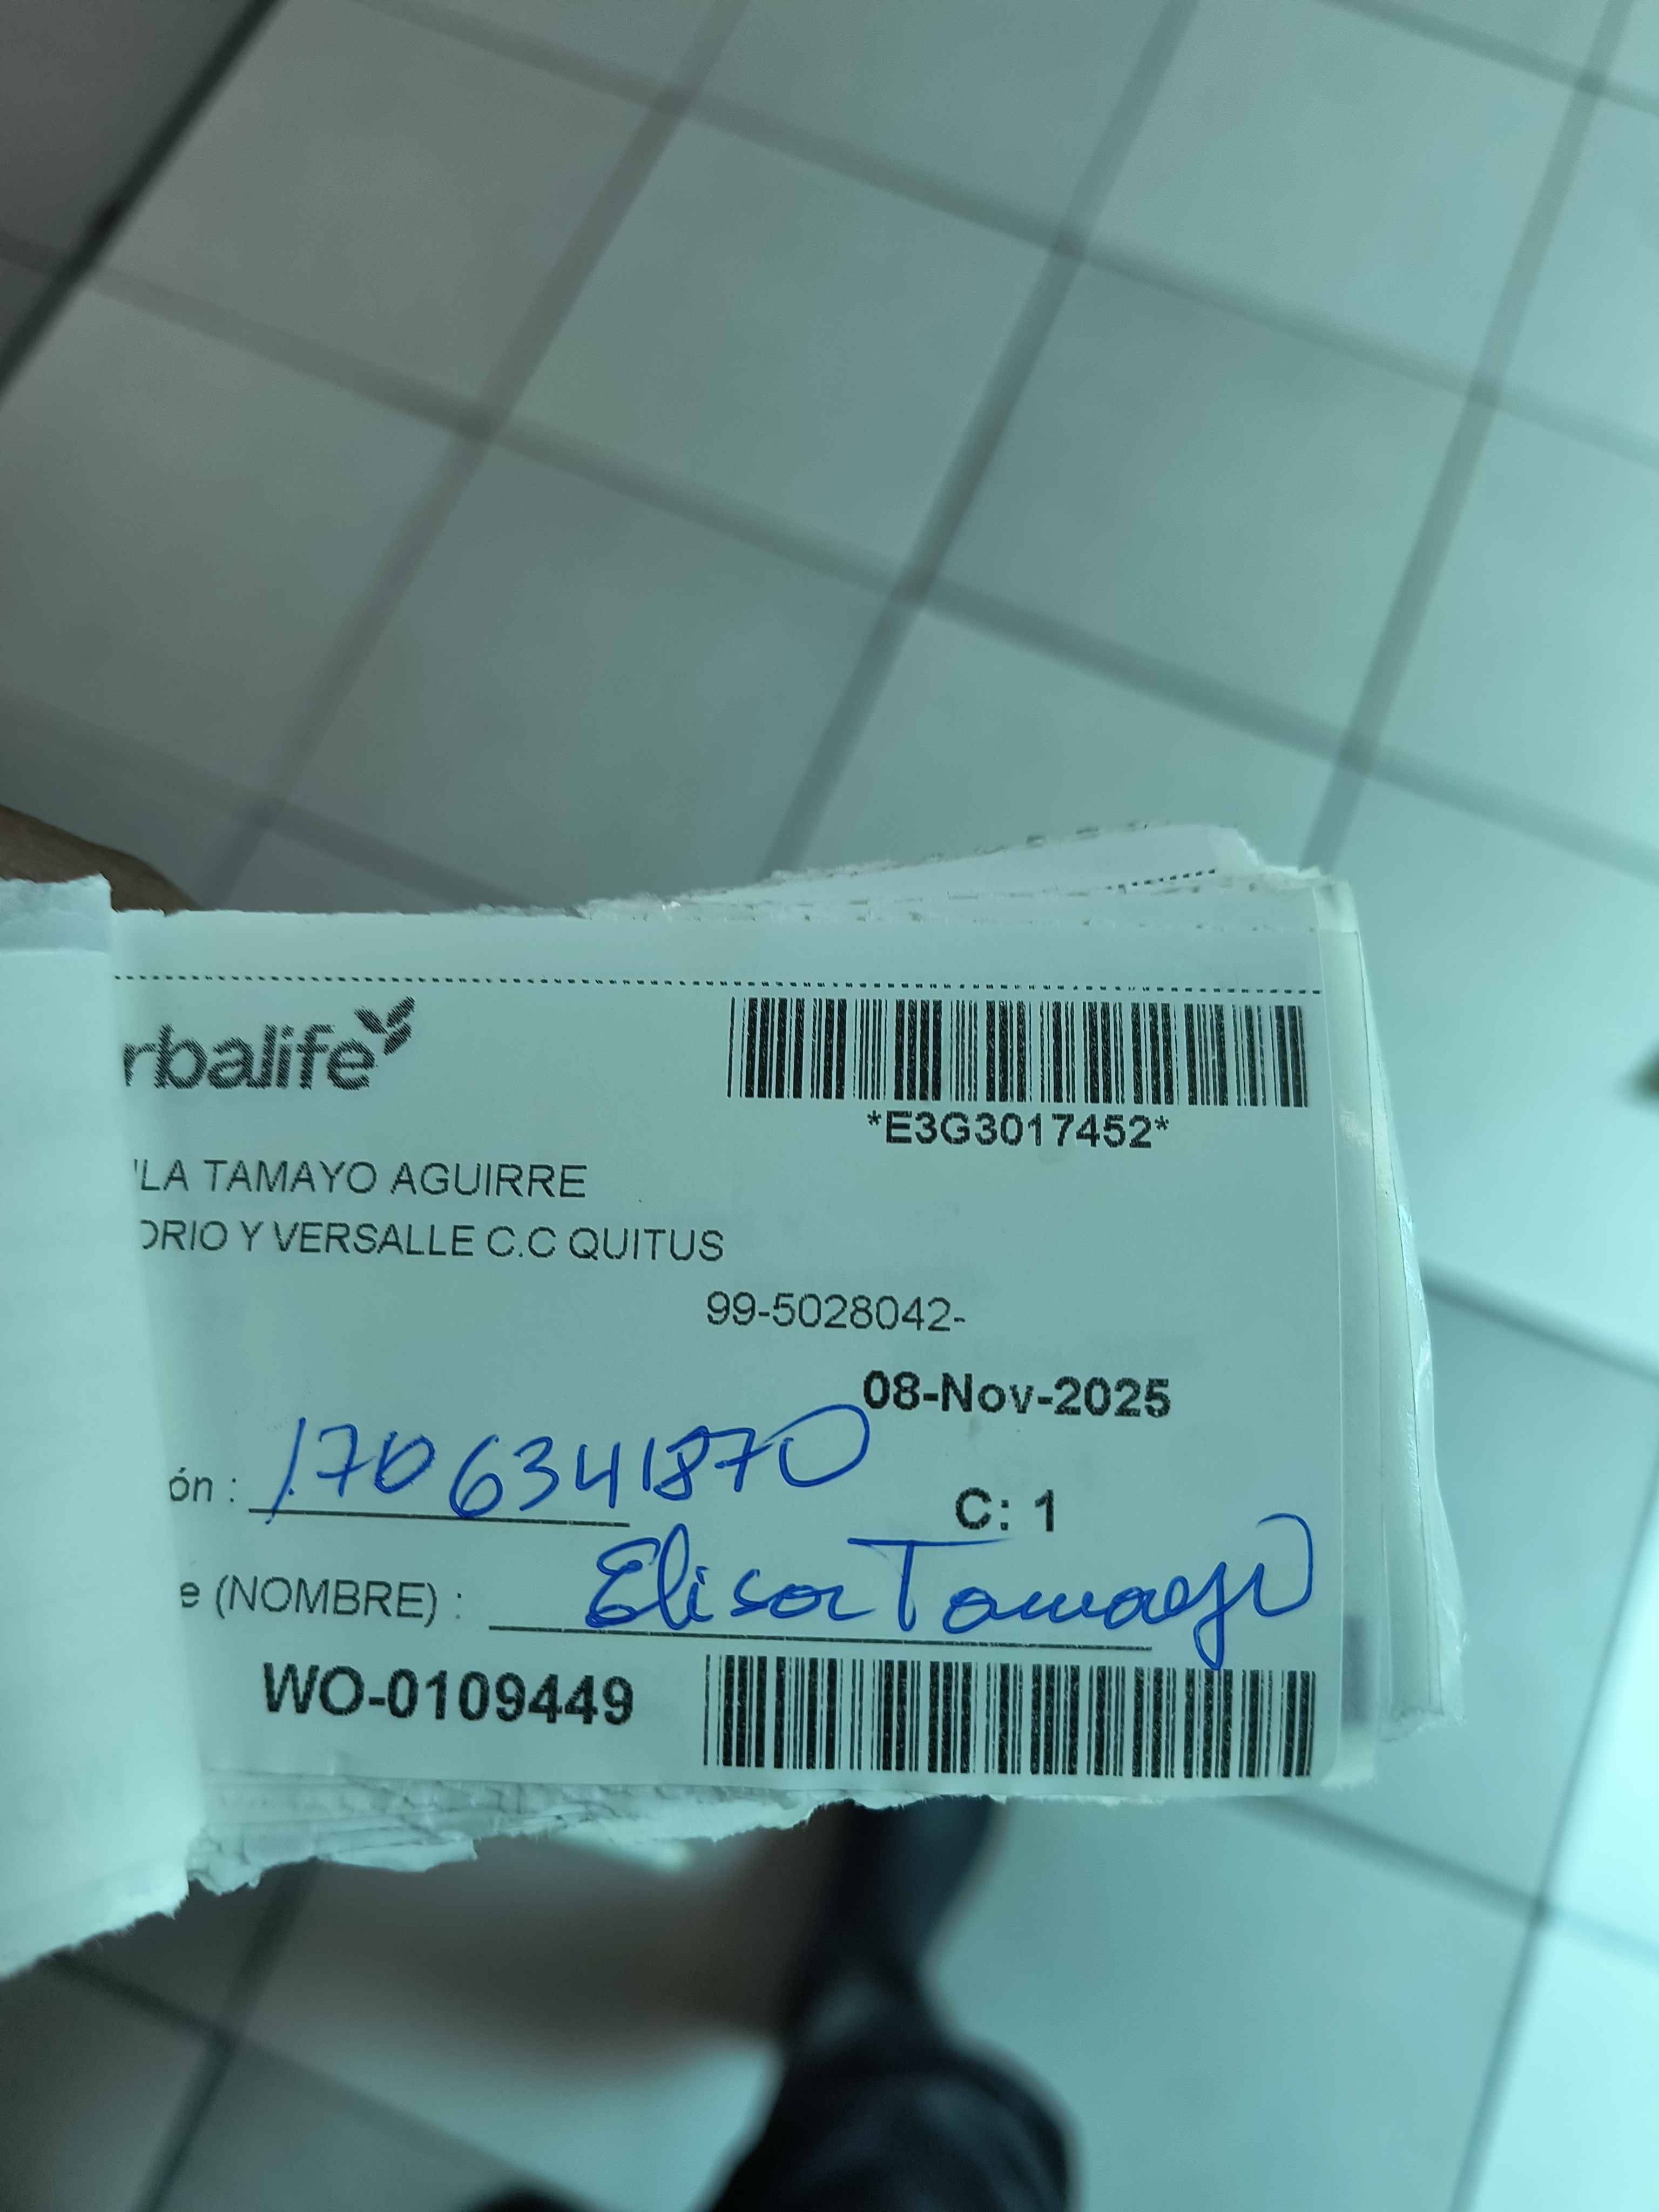 rbalife
*E3G3017452*
LA TAMAYO AGUIRRE
ORIO Y VERSALLE C.C QUITUS
99-5028042-
08-Nov-2025
ón : 1706341870
C: 1
e (NOMBRE) : Elisa Tamayo
WO-0109449